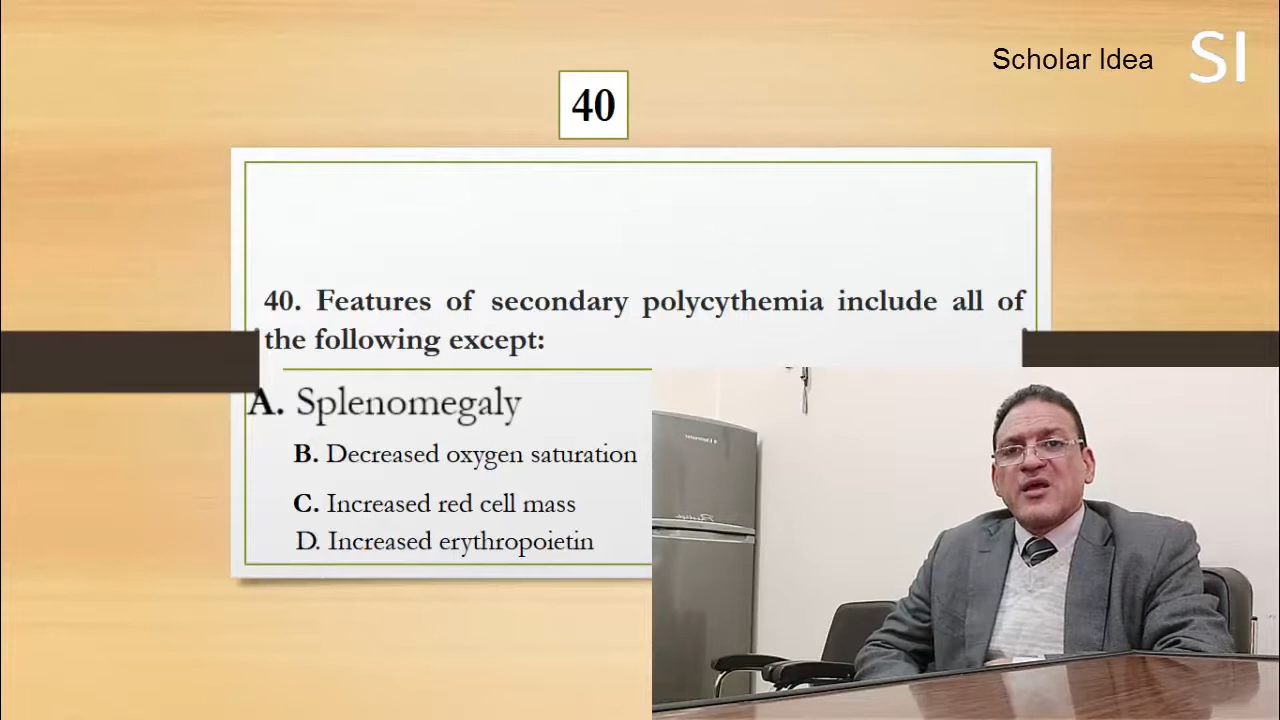 Scholar Idea SI
40
40. Features of secondary polycythemia include all of
the following except:
A. Splenomegaly
B. Decreased oxygen saturation
C. Increased red cell mass
D. Increased erythropoietin